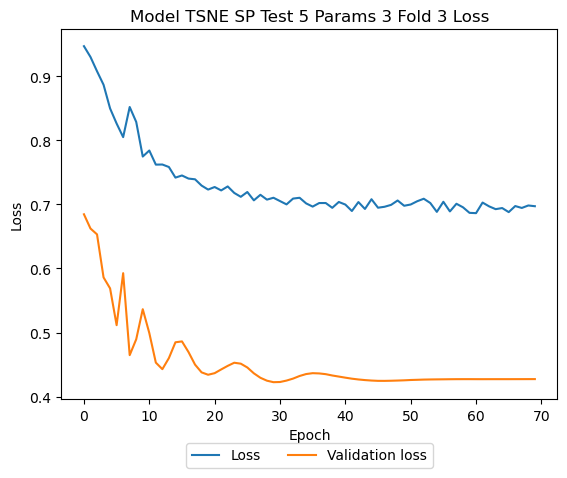 Model TSNE SP Test 5 Params 3 Fold 3 Loss
0.9
0.8
0.7
0.6
0.5
0.4
Loss
0 10 20 30 40 50 60 70
Epoch
Loss Validation loss